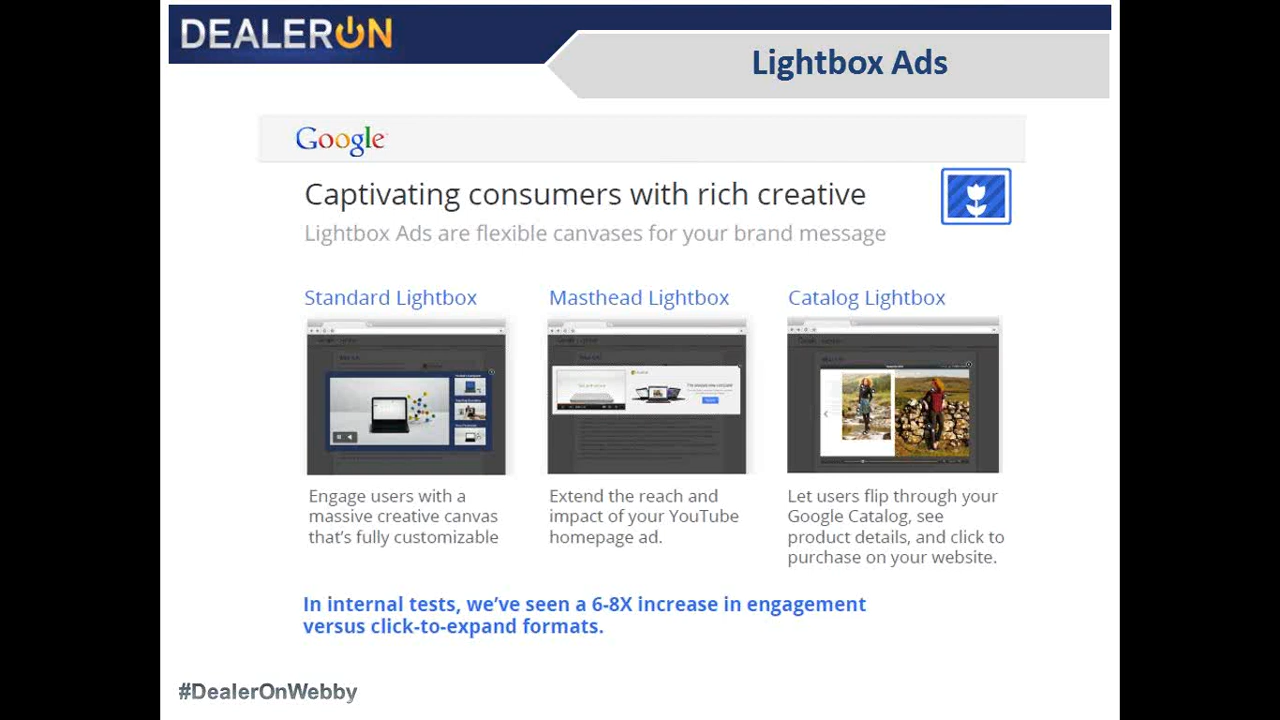 DEALERON
Lightbox Ads
Google
Captivating consumers with rich creative
Lightbox Ads are flexible canvases for your brand message
Standard Lightbox
Engage users with a
massive creative canvas
that's fully customizable
Masthead Lightbox
Extend the reach and
impact of your YouTube
homepage ad.
Catalog Lightbox
Let users flip through your
Google Catalog, see
product details, and click to
purchase on your website.
In internal tests, we've seen a 6-8X increase in engagement
versus click-to-expand formats.
#DealerOnWebby